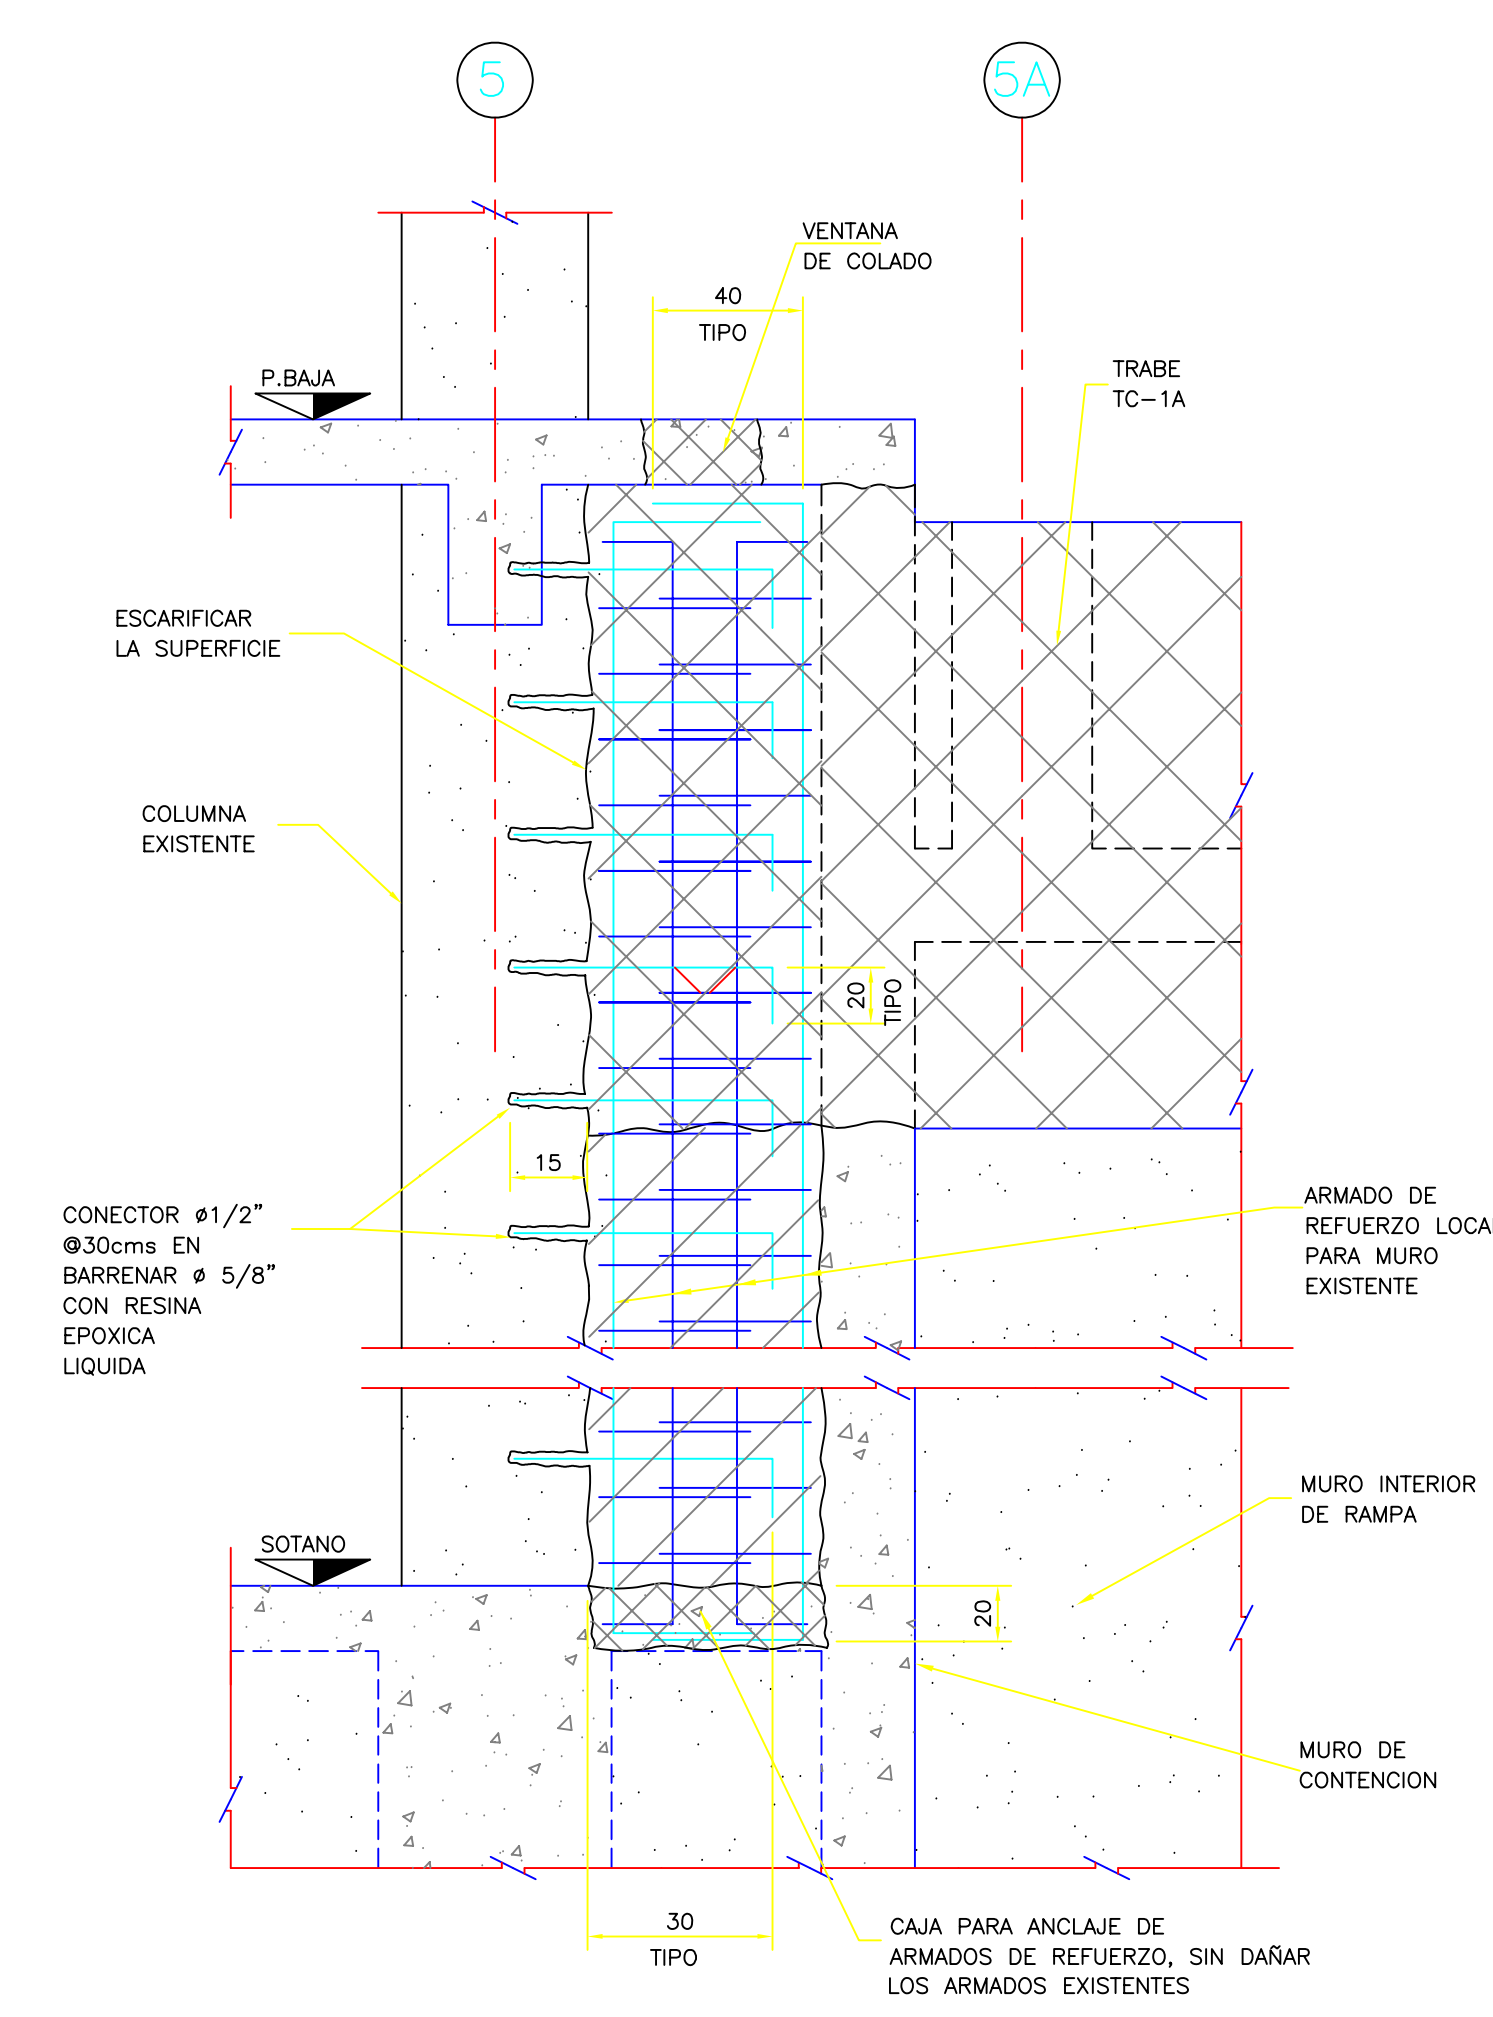 5
5A
VENTANA
DE COLADO
40
TIPO
P.BAJA
TRABE
TC-1A
ESCARIFICAR
LA SUPERFICIE
COLUMNA
EXISTENTE
20
TIPO
15
CONECTOR ø1/2"
@30cms EN
BARRENAR ø 5/8"
CON RESINA
EPOXICA
LIQUIDA
ARMADO DE
REFUERZO LOCAL
PARA MURO
EXISTENTE
MURO INTERIOR
DE RAMPA
SOTANO
20
MURO DE
CONTENCION
30
TIPO
CAJA PARA ANCLAJE DE
ARMADOS DE REFUERZO, SIN DAÑAR
LOS ARMADOS EXISTENTES